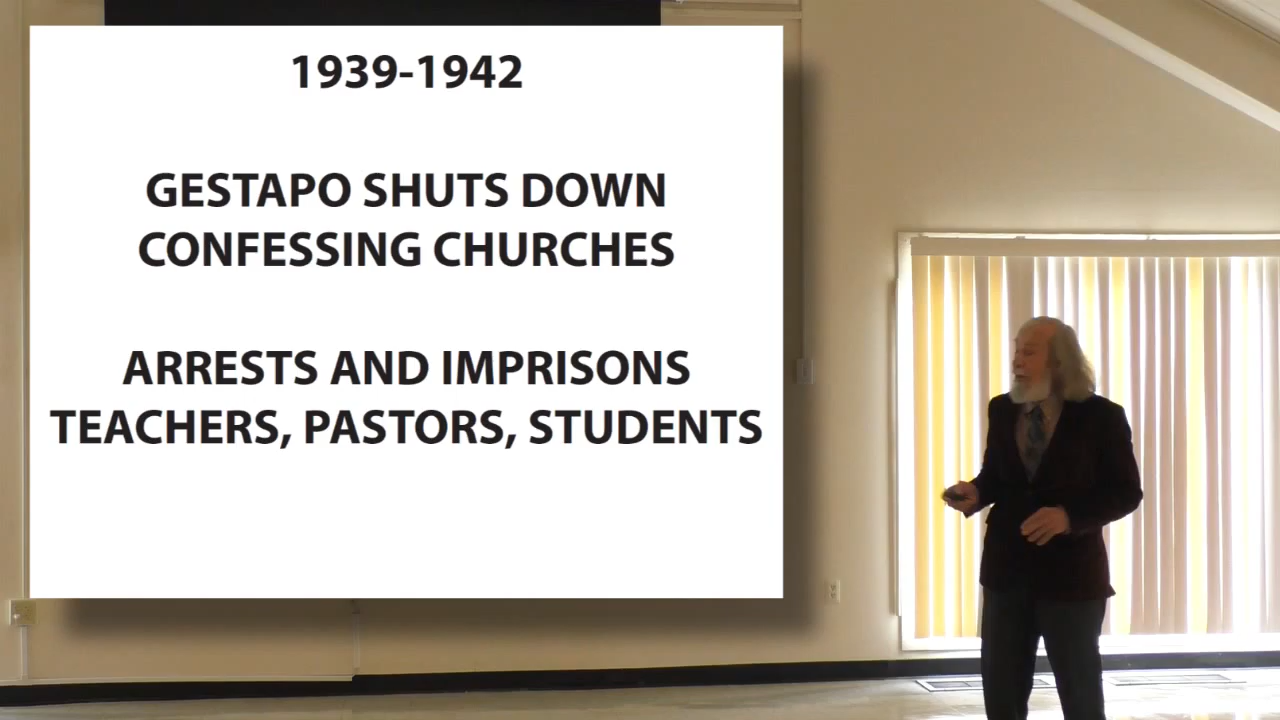 1939-1942
GESTAPO SHUTS DOWN
CONFESSING CHURCHES
ARRESTS AND IMPRISONS
TEACHERS, PASTORS, STUDENTS